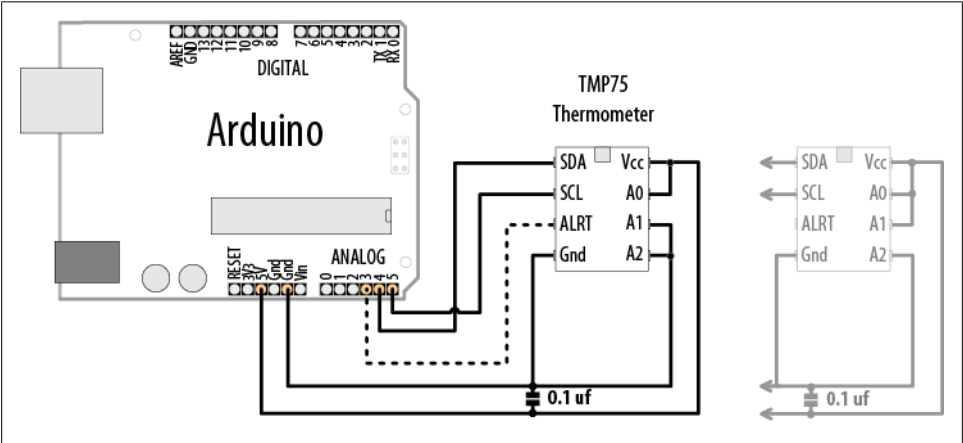 AREF
GND
13
12
11
10
9
8
7
6
5
4
3
2
TX 1
RX 0
DIGITAL
Arduino
RESET
3V3
5V
Gnd
Gnd
Vin
ANALOG
0
1
2
3
4
5
TMP75
Thermometer
SDA Vcc
SCL A0
ALRT A1
Gnd A2
0.1 uf
SDA Vcc
SCL A0
ALRT A1
Gnd A2
0.1 uf